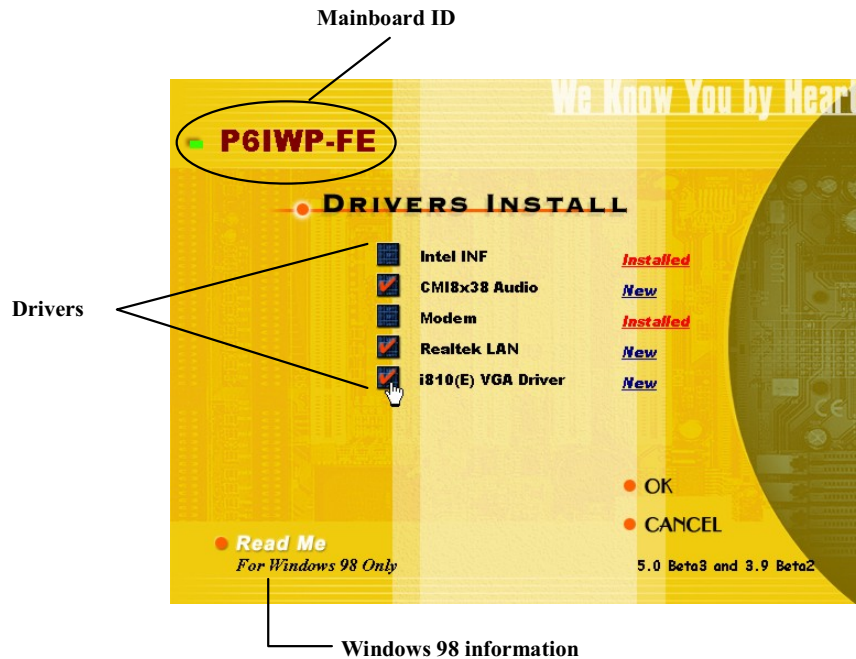 Mainboard ID
We Know You by Heart
P6IWP-FE
DRIVERS INSTALL
Intel INF Installed
CMI8x38 Audio New
Modem Installed
Realtek LAN New
i810(E) VGA Driver New
Drivers
OK
CANCEL
Read Me
For Windows 98 Only
5.0 Beta3 and 3.9 Beta2
Windows 98 information